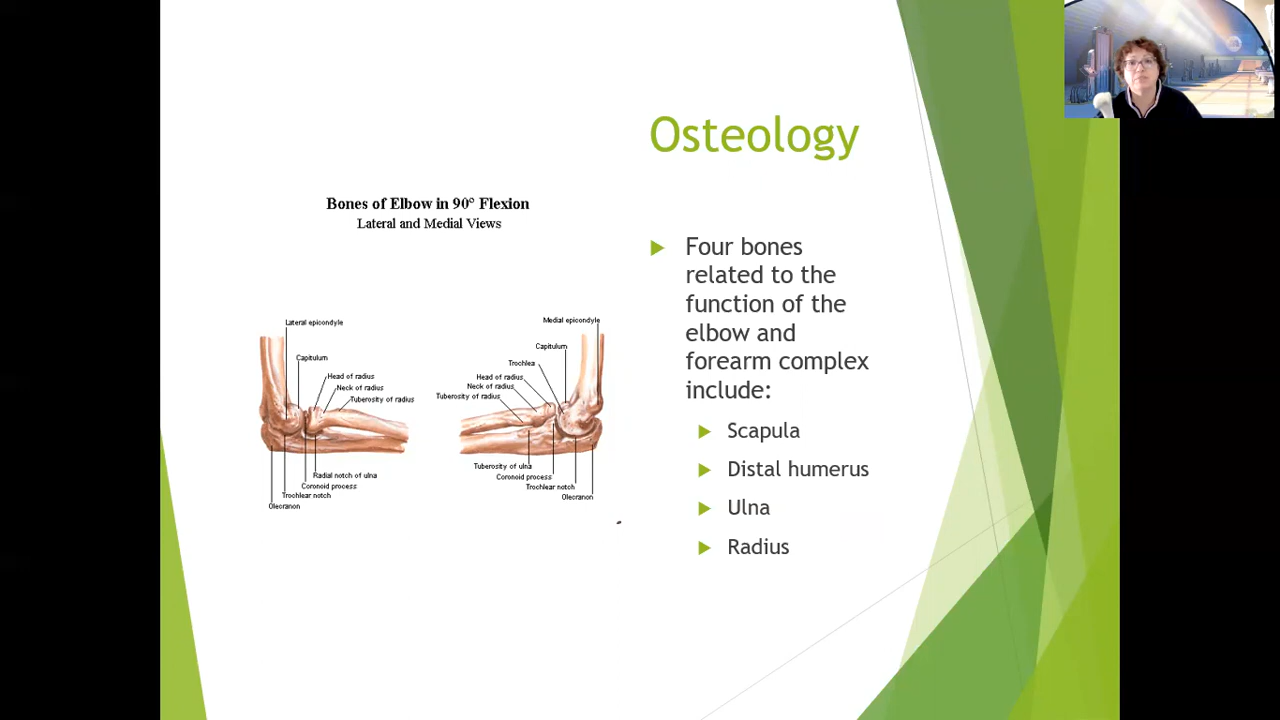 Osteology
Bones of Elbow in 90° Flexion
Lateral and Medial Views
Lateral epicondyle
Capitulum
Head of radius
Neck of radius
Tuberosity of radius
Radial notch of ulna
Coronoid process
Trochlear notch
Olecranon
Medial epicondyle
Capitulum
Trochlea
Head of radius
Neck of radius
Tuberosity of radius
Tuberosity of ulna
Coronoid process
Trochlear notch
Olecranon
Four bones
related to the
function of the
elbow and
forearm complex
include:
Scapula
Distal humerus
Ulna
Radius